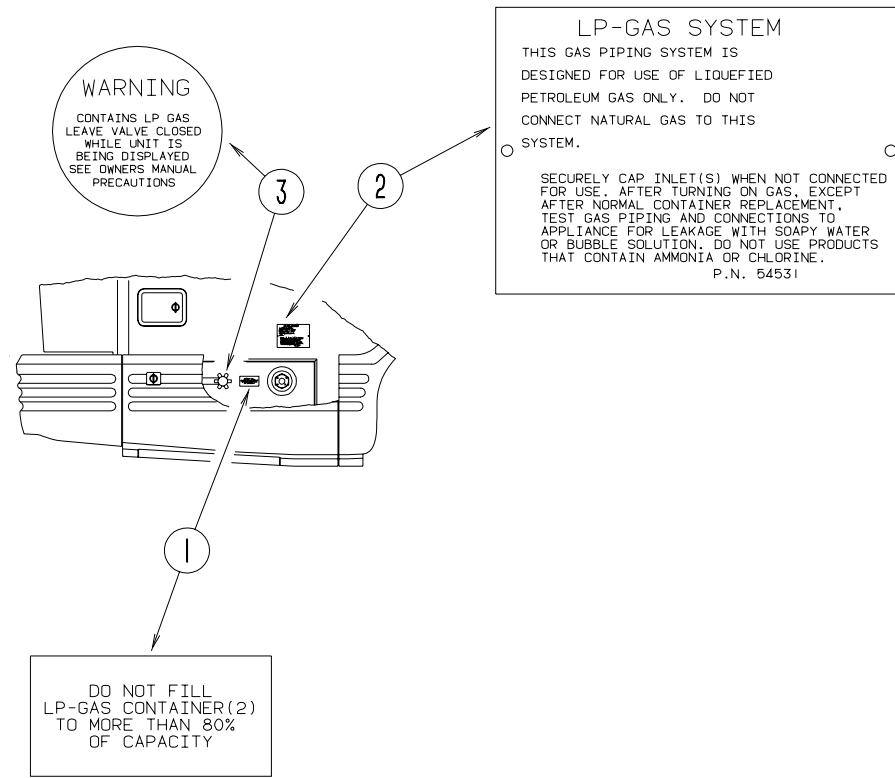 WARNING
CONTAINS LP GAS
LEAVE VALVE CLOSED
WHILE UNIT IS
BEING DISPLAYED
SEE OWNERS MANUAL
PRECAUTIONS
LP-GAS SYSTEM
THIS GAS PIPING SYSTEM IS
DESIGNED FOR USE OF LIQUEFIED
PETROLEUM GAS ONLY. DO NOT
CONNECT NATURAL GAS TO THIS
SYSTEM.
SECURELY CAP INLET(S) WHEN NOT CONNECTED
FOR USE. AFTER TURNING ON GAS, EXCEPT
AFTER NORMAL CONTAINER REPLACEMENT,
TEST GAS PIPING AND CONNECTIONS TO
APPLIANCE FOR LEAKAGE WITH SOAPY WATER
OR BUBBLE SOLUTION. DO NOT USE PRODUCTS
THAT CONTAIN AMMONIA OR CHLORINE.
P.N. 54531
3
2
1
DO NOT FILL
LP-GAS CONTAINER(2)
TO MORE THAN 80%
OF CAPACITY